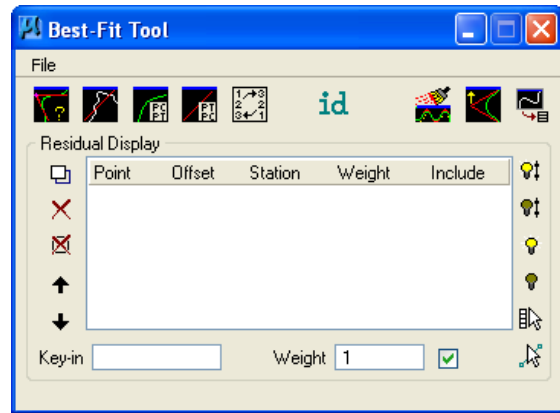 Best-Fit Tool
File
? PC PT PI PC 1 3 2 2 3 1 id
Residual Display
Point Offset Station Weight Include
Key-in Weight 1